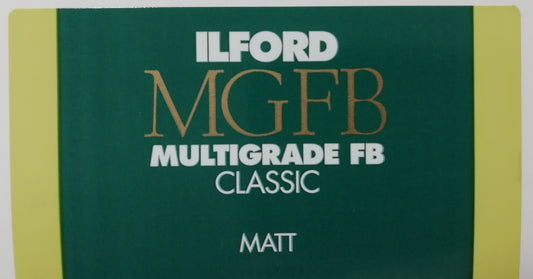 ILFORD
MGFB
MULTIGRADE FB
CLASSIC
MATT